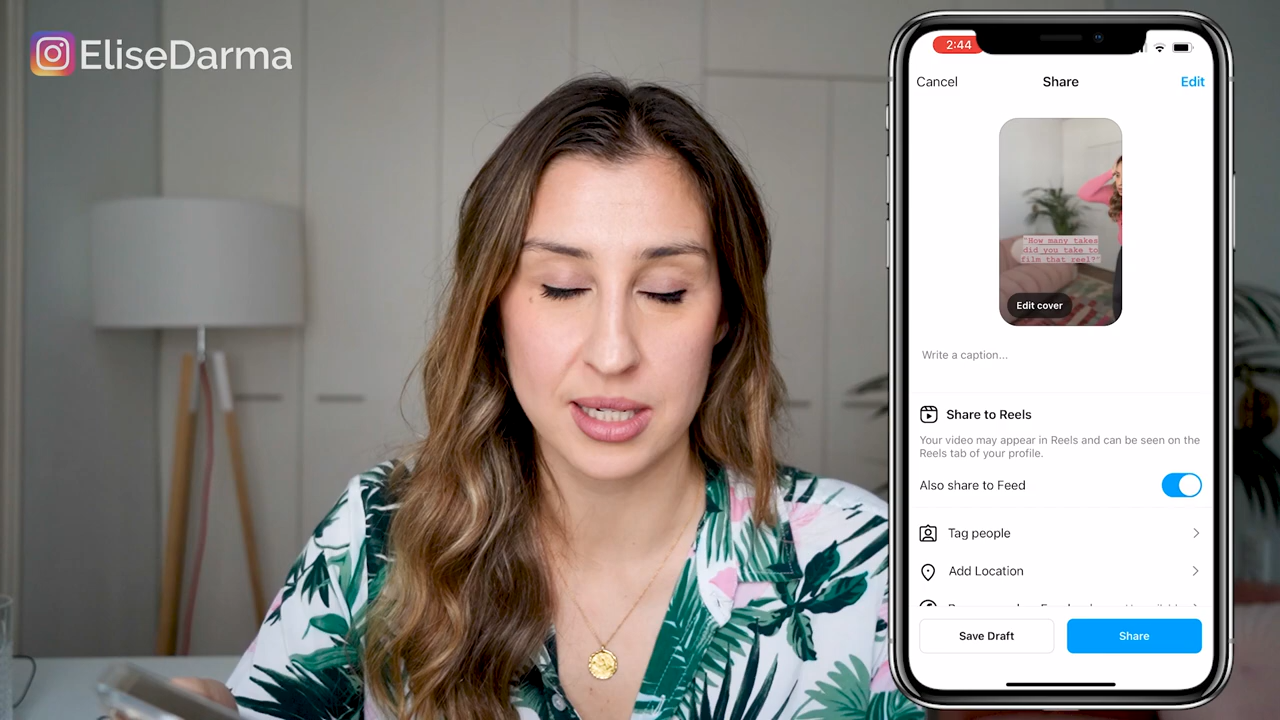 EliseDarma
2:44
Cancel Share Edit
"How many takes
did you take to
film that reel?"
Edit cover
Write a caption...
Share to Reels
Your video may appear in Reels and can be seen on the
Reels tab of your profile.
Also share to Feed
Tag people
Add Location
Save Draft Share